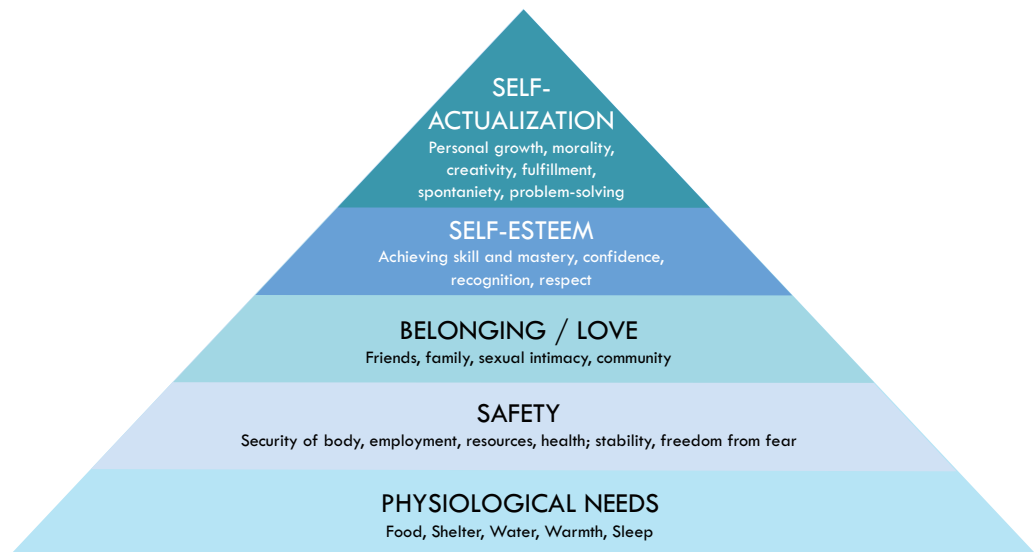 SELF-
ACTUALIZATION
Personal growth, morality,
creativity, fulfillment,
spontaniety, problem-solving
SELF-ESTEEM
Achieving skill and mastery, confidence,
recognition, respect
BELONGING / LOVE
Friends, family, sexual intimacy, community
SAFETY
Security of body, employment, resources, health; stability, freedom from fear
PHYSIOLOGICAL NEEDS
Food, Shelter, Water, Warmth, Sleep